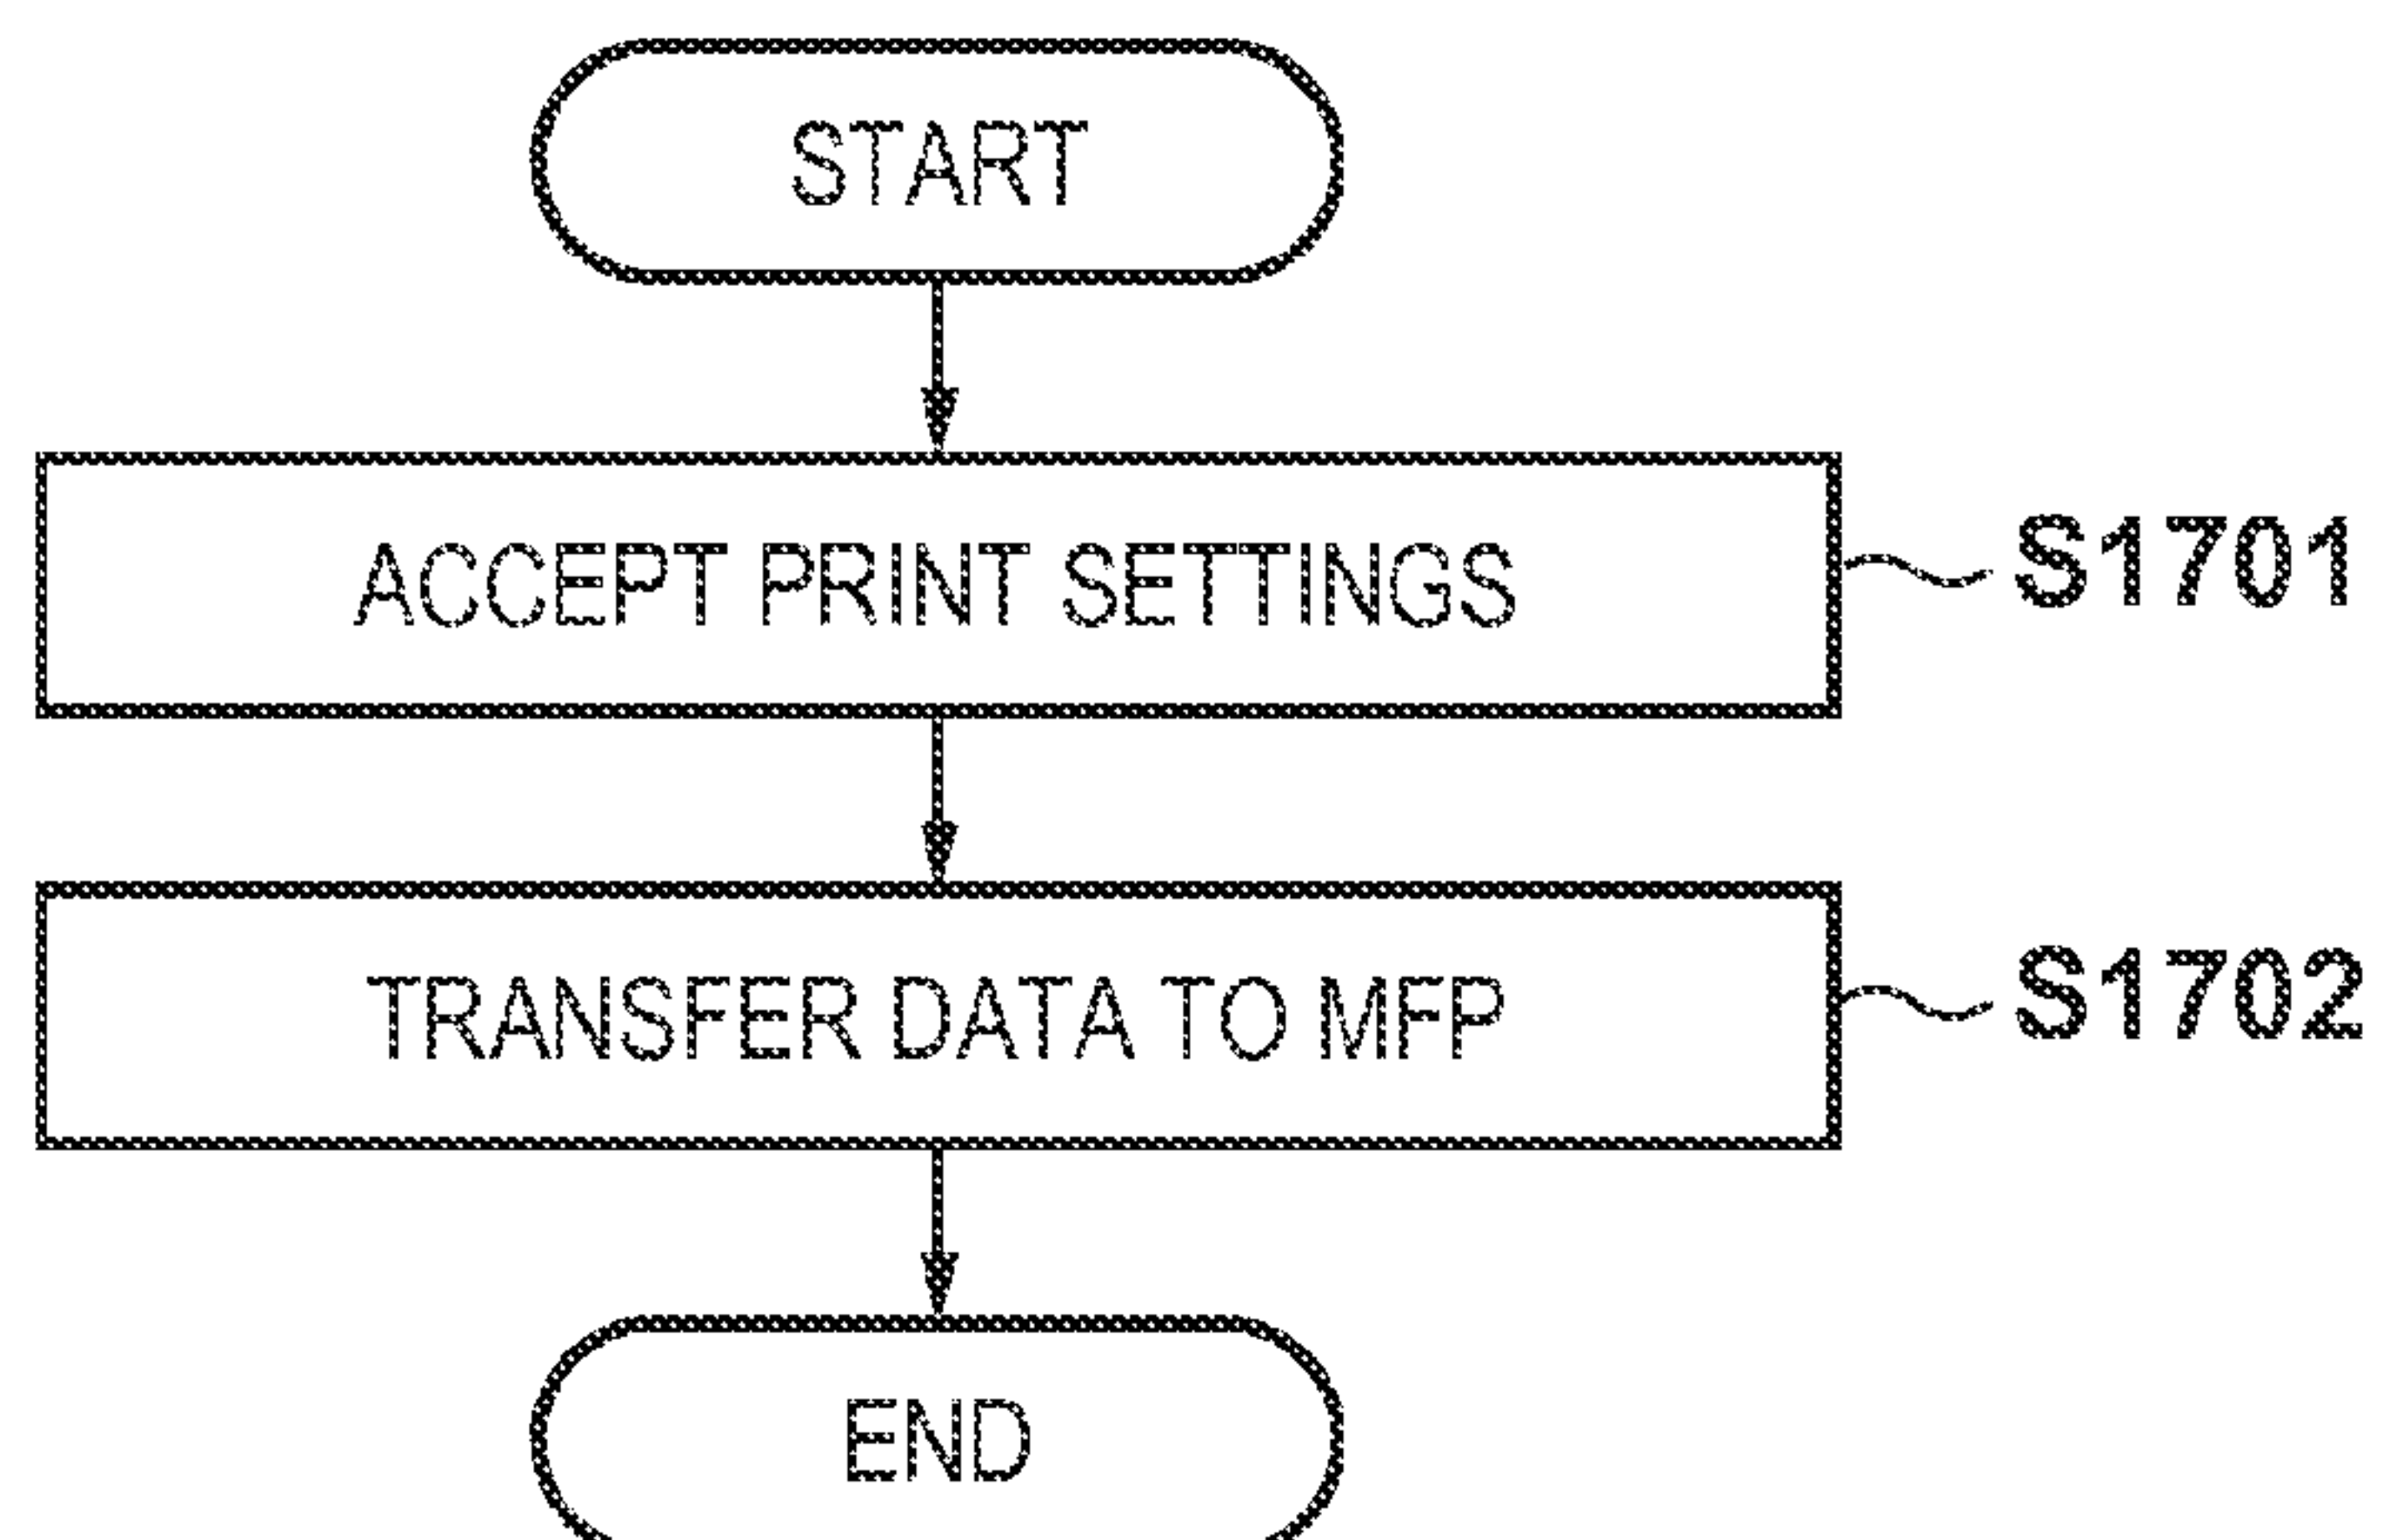 START
ACCEPT PRINT SETTINGS
S1701
TRANSFER DATA TO MFP
S1702
END